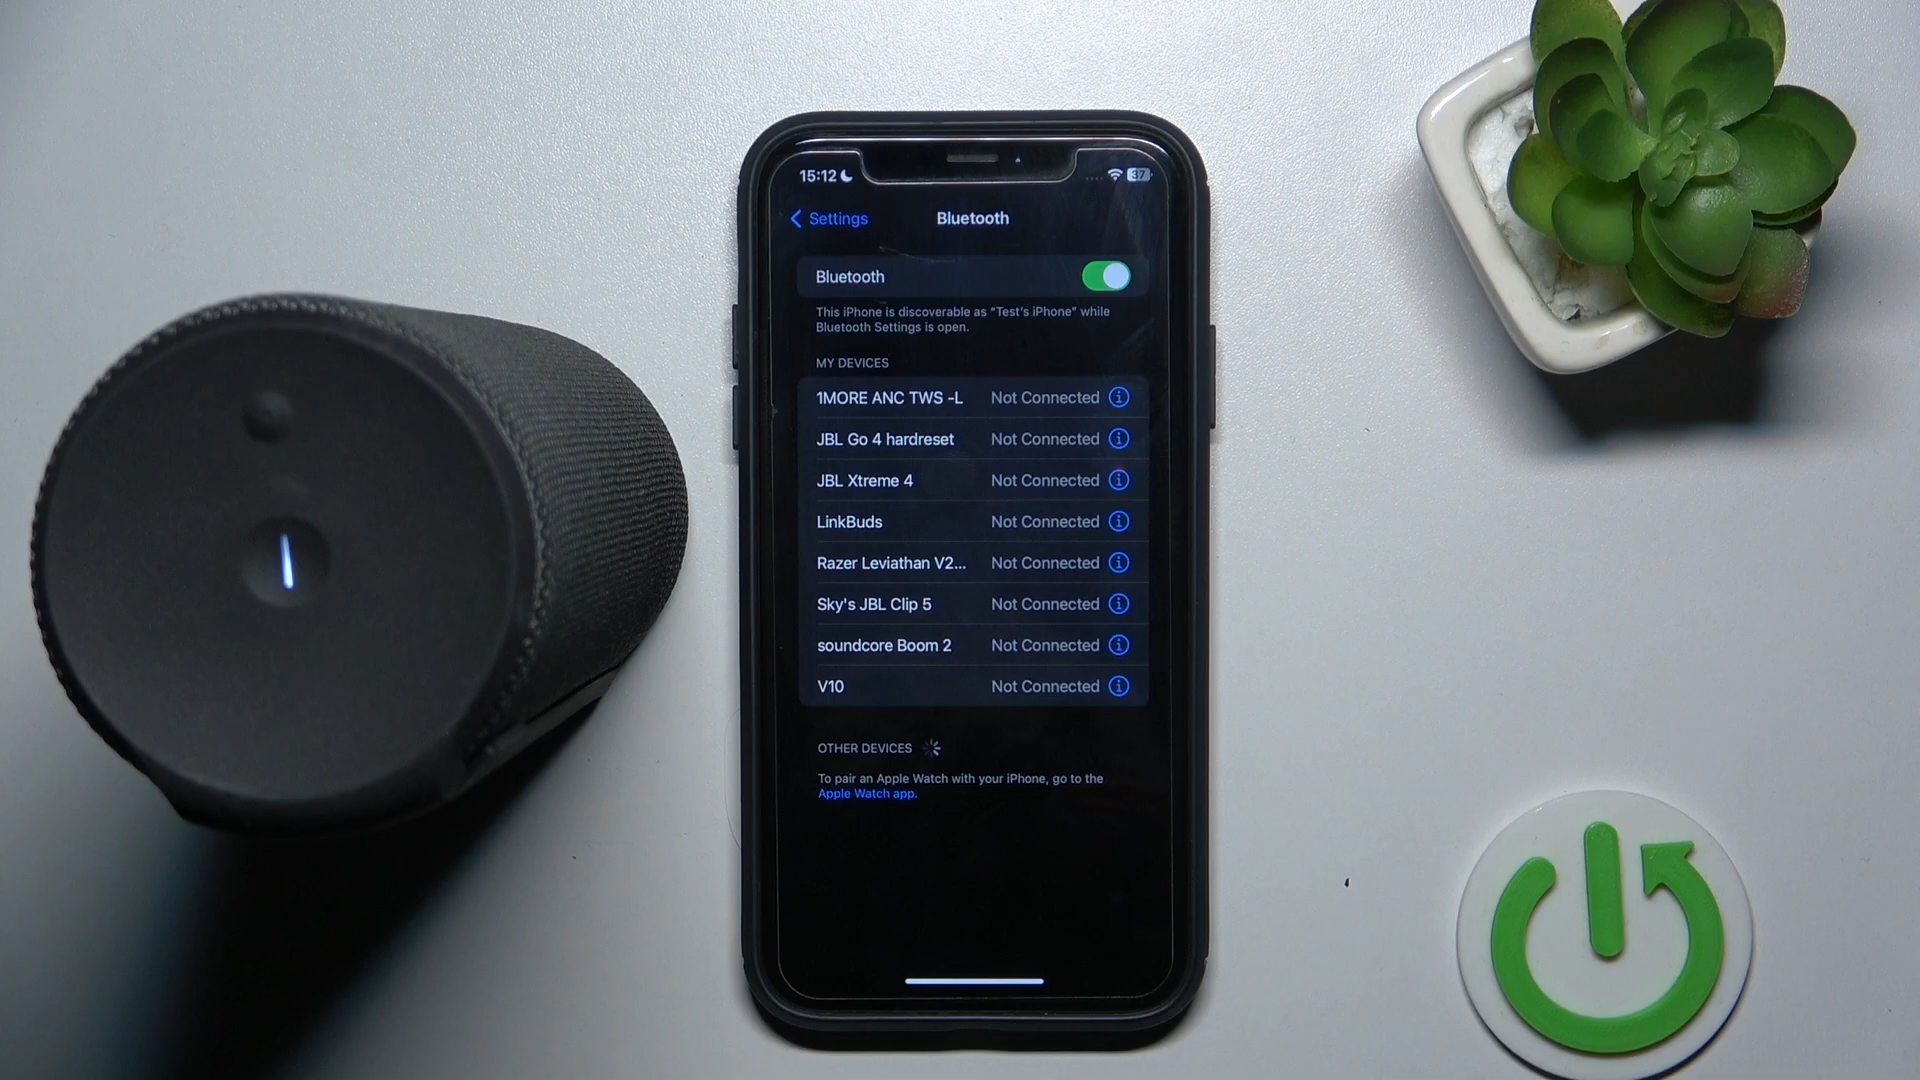 15:12
37
Settings
Bluetooth
Bluetooth
This iPhone is discoverable as “Test’s iPhone” while
Bluetooth Settings is open.
MY DEVICES
1MORE ANC TWS -L Not Connected
JBL Go 4 hardreset Not Connected
JBL Xtreme 4 Not Connected
LinkBuds Not Connected
Razer Leviathan V2... Not Connected
Sky's JBL Clip 5 Not Connected
soundcore Boom 2 Not Connected
V10 Not Connected
OTHER DEVICES
To pair an Apple Watch with your iPhone, go to the
Apple Watch app.